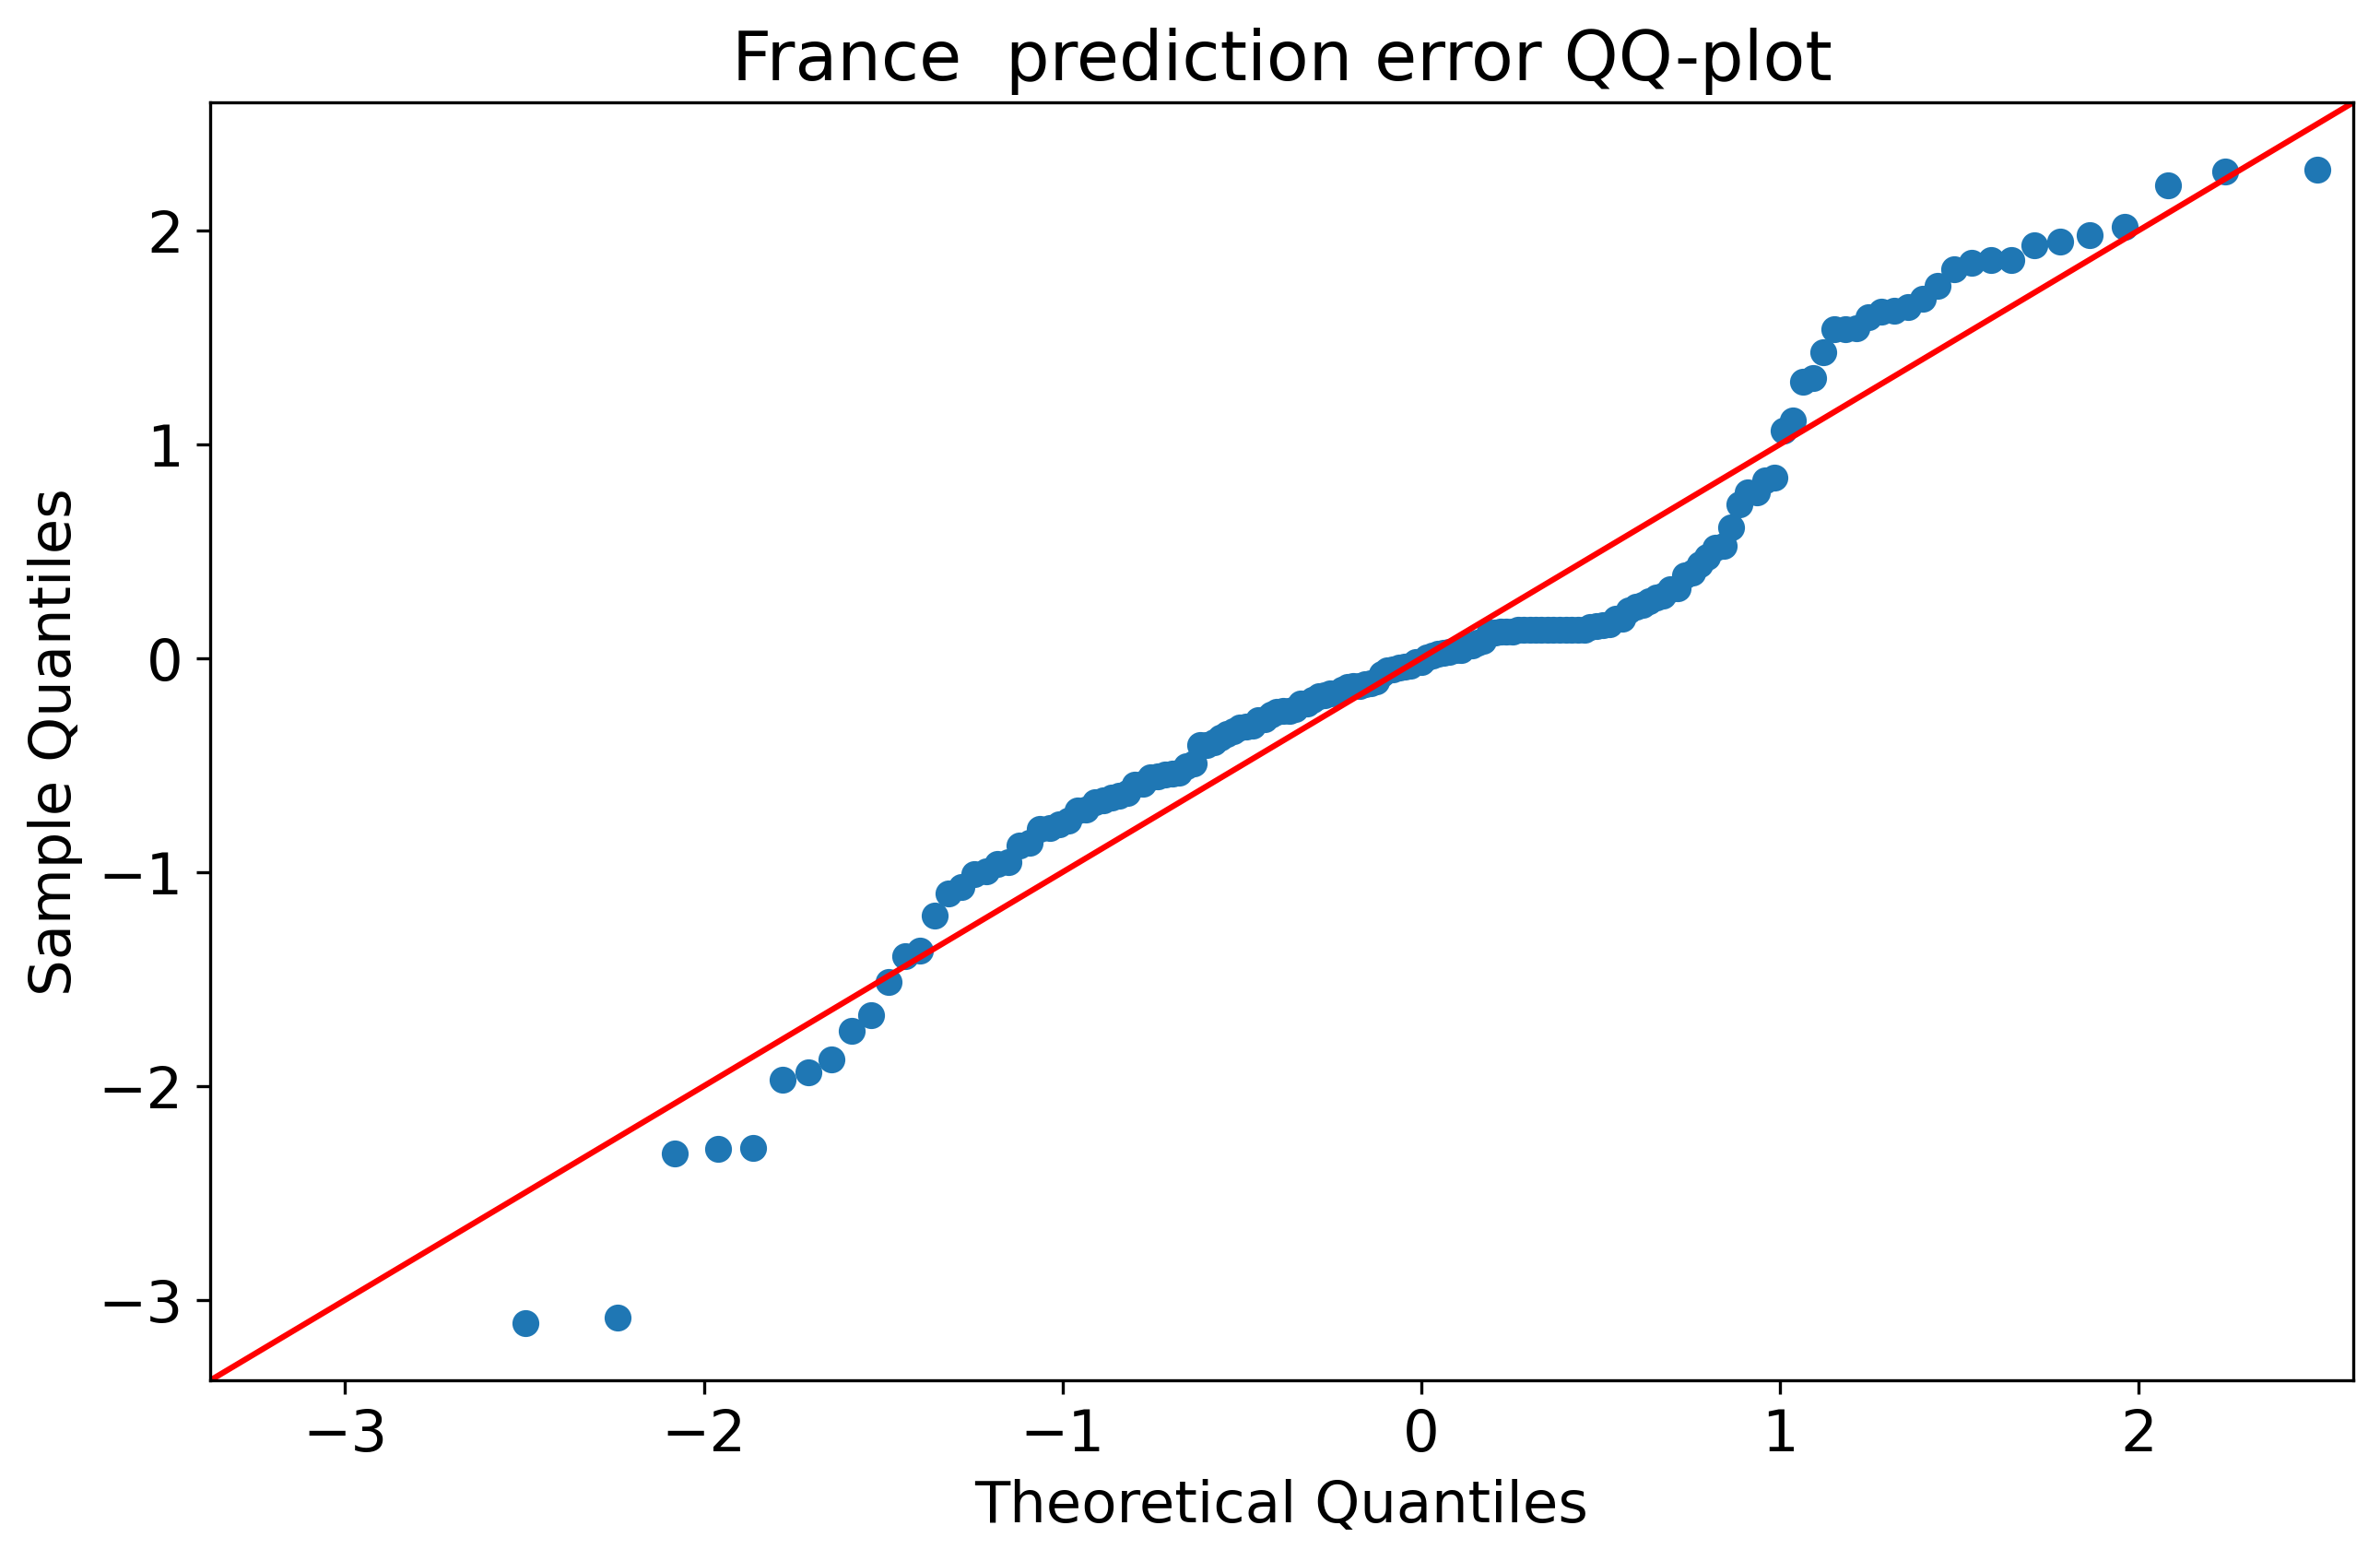 France  prediction error QQ-plot
2
1
0
−1
−2
−3
Sample Quantiles
−3 −2 −1 0 1 2
Theoretical Quantiles